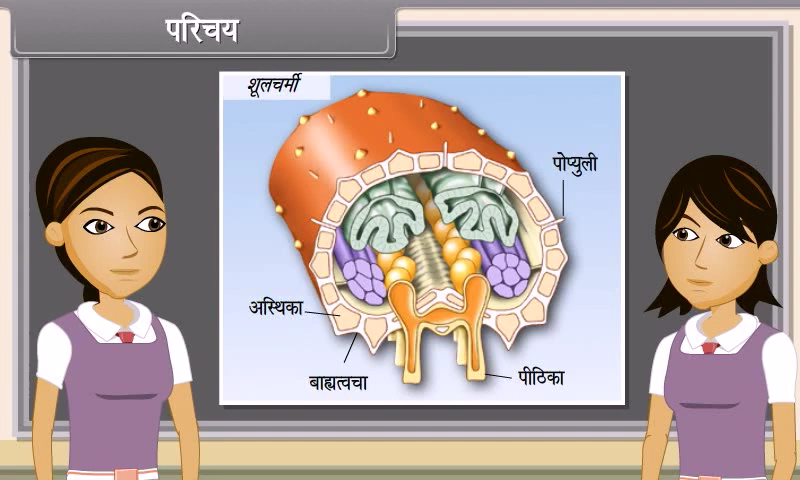 परिचय
शूलचर्मी
पोप्युली
अस्थिका
बाह्यत्वचा
पीठिका